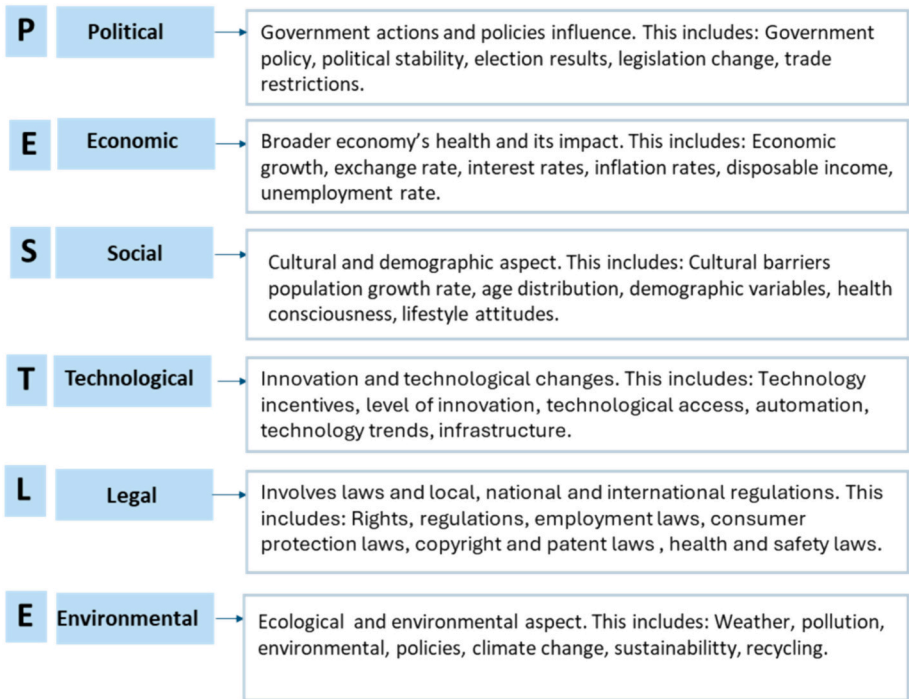 P
Political
Government actions and policies influence. This includes: Government
policy, political stability, election results, legislation change, trade
restrictions.
E
Economic
Broader economy's health and its impact. This includes: Economic
growth, exchange rate, interest rates, inflation rates, disposable income,
unemployment rate.
S
Social
Cultural and demographic aspect. This includes: Cultural barriers
population growth rate, age distribution, demographic variables, health
consciousness, lifestyle attitudes.
T
Technological
Innovation and technological changes. This includes: Technology
incentives, level of innovation, technological access, automation,
technology trends, infrastructure.
L
Legal
Involves laws and local, national and international regulations. This
includes: Rights, regulations, employment laws, consumer
protection laws, copyright and patent laws , health and safety laws.
E
Environmental
Ecological and environmental aspect. This includes: Weather, pollution,
environmental, policies, climate change, sustainabilitty, recycling.